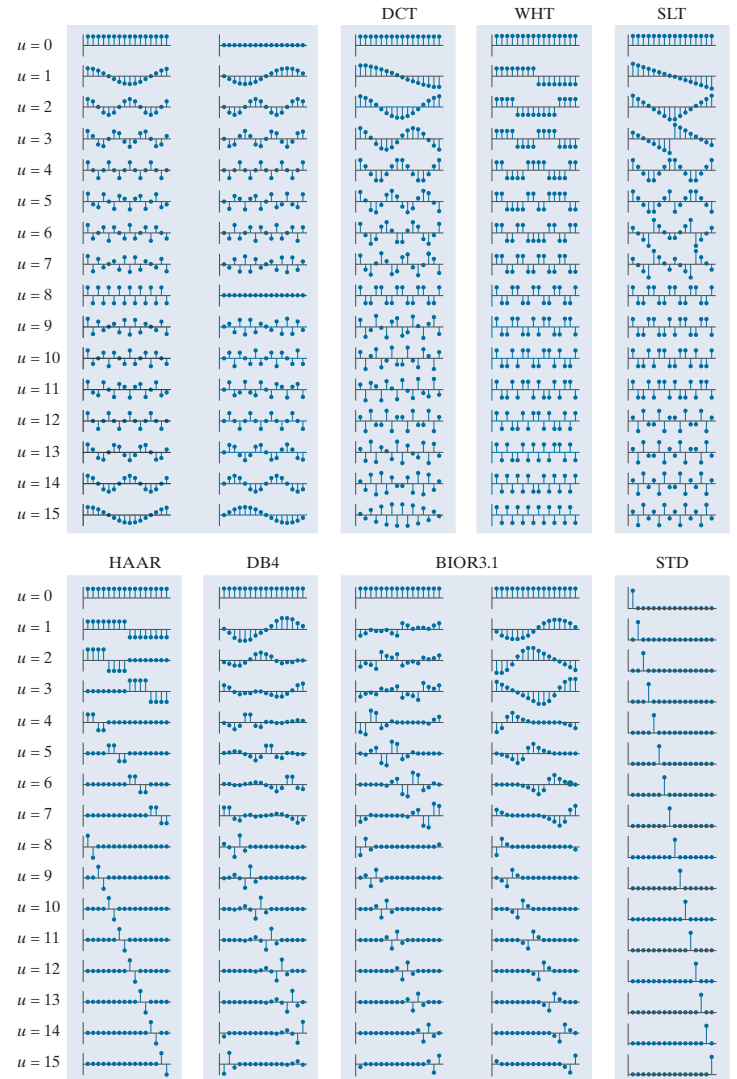 DCT WHT SLT
u = 0
u = 1
u = 2
u = 3
u = 4
u = 5
u = 6
u = 7
u = 8
u = 9
u = 10
u = 11
u = 12
u = 13
u = 14
u = 15
HAAR DB4 BIOR3.1 STD
u = 0
u = 1
u = 2
u = 3
u = 4
u = 5
u = 6
u = 7
u = 8
u = 9
u = 10
u = 11
u = 12
u = 13
u = 14
u = 15